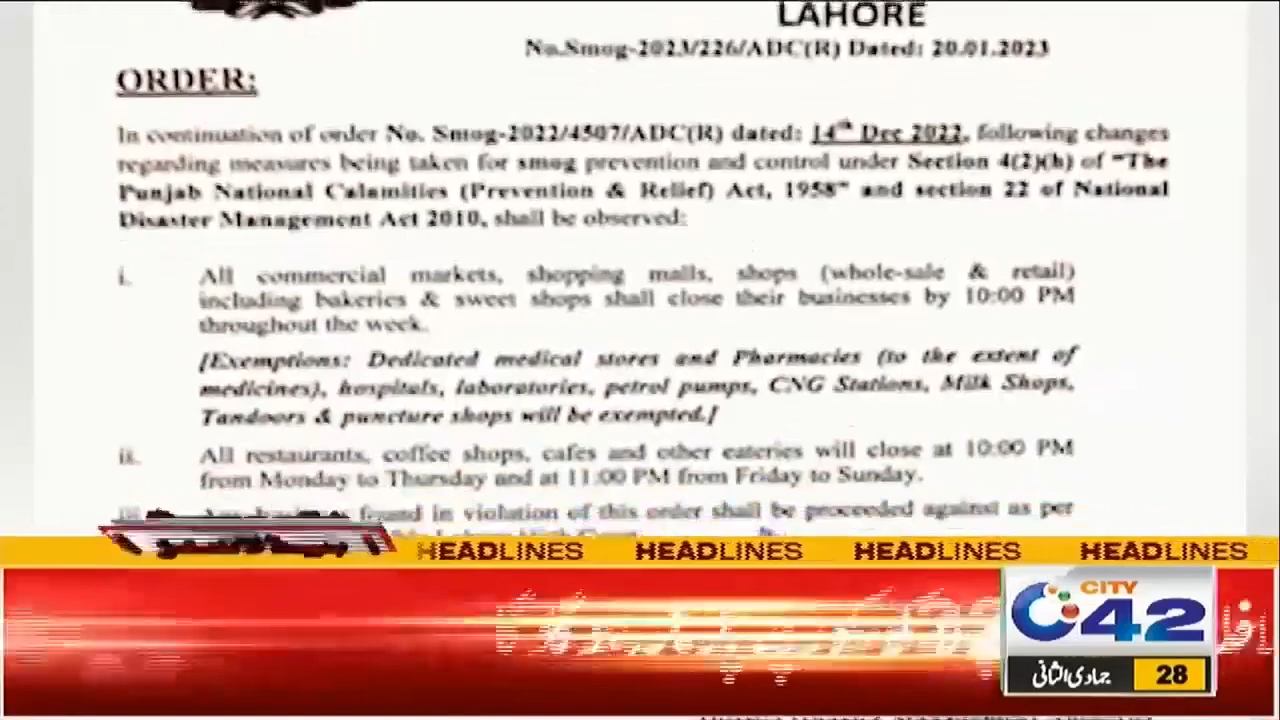 LAHORE
No.Smog-2023/226/ADC(R) Dated: 20.01.2023
ORDER:
In continuation of order No. Smog-2022/4507/ADC(R) dated: 14th Dec 2022, following changes
regarding measures being taken for smog prevention and control under Section 4(2)(h) of "The
Punjab National Calamities (Prevention & Relief) Act, 1958" and section 22 of National
Disaster Management Act 2010, shall be observed:
i. All commercial markets, shopping malls, shops (whole-sale & retail)
including bakeries & sweet shops shall close their businesses by 10:00 PM
throughout the week.
[Exemptions: Dedicated medical stores and Pharmacies (to the extent of
medicines), hospitals, laboratories, petrol pumps, CNG Stations, Milk Shops,
Tandoors & puncture shops will be exempted.]
ii. All restaurants, coffee shops, cafes and other eateries will close at 10:00 PM
from Monday to Thursday and at 11:00 PM from Friday to Sunday.
found in violation of this order shall be proceeded against as per
HEADLINES HEADLINES HEADLINES HEADLINES
CITY
42
جمادی الثانی 28